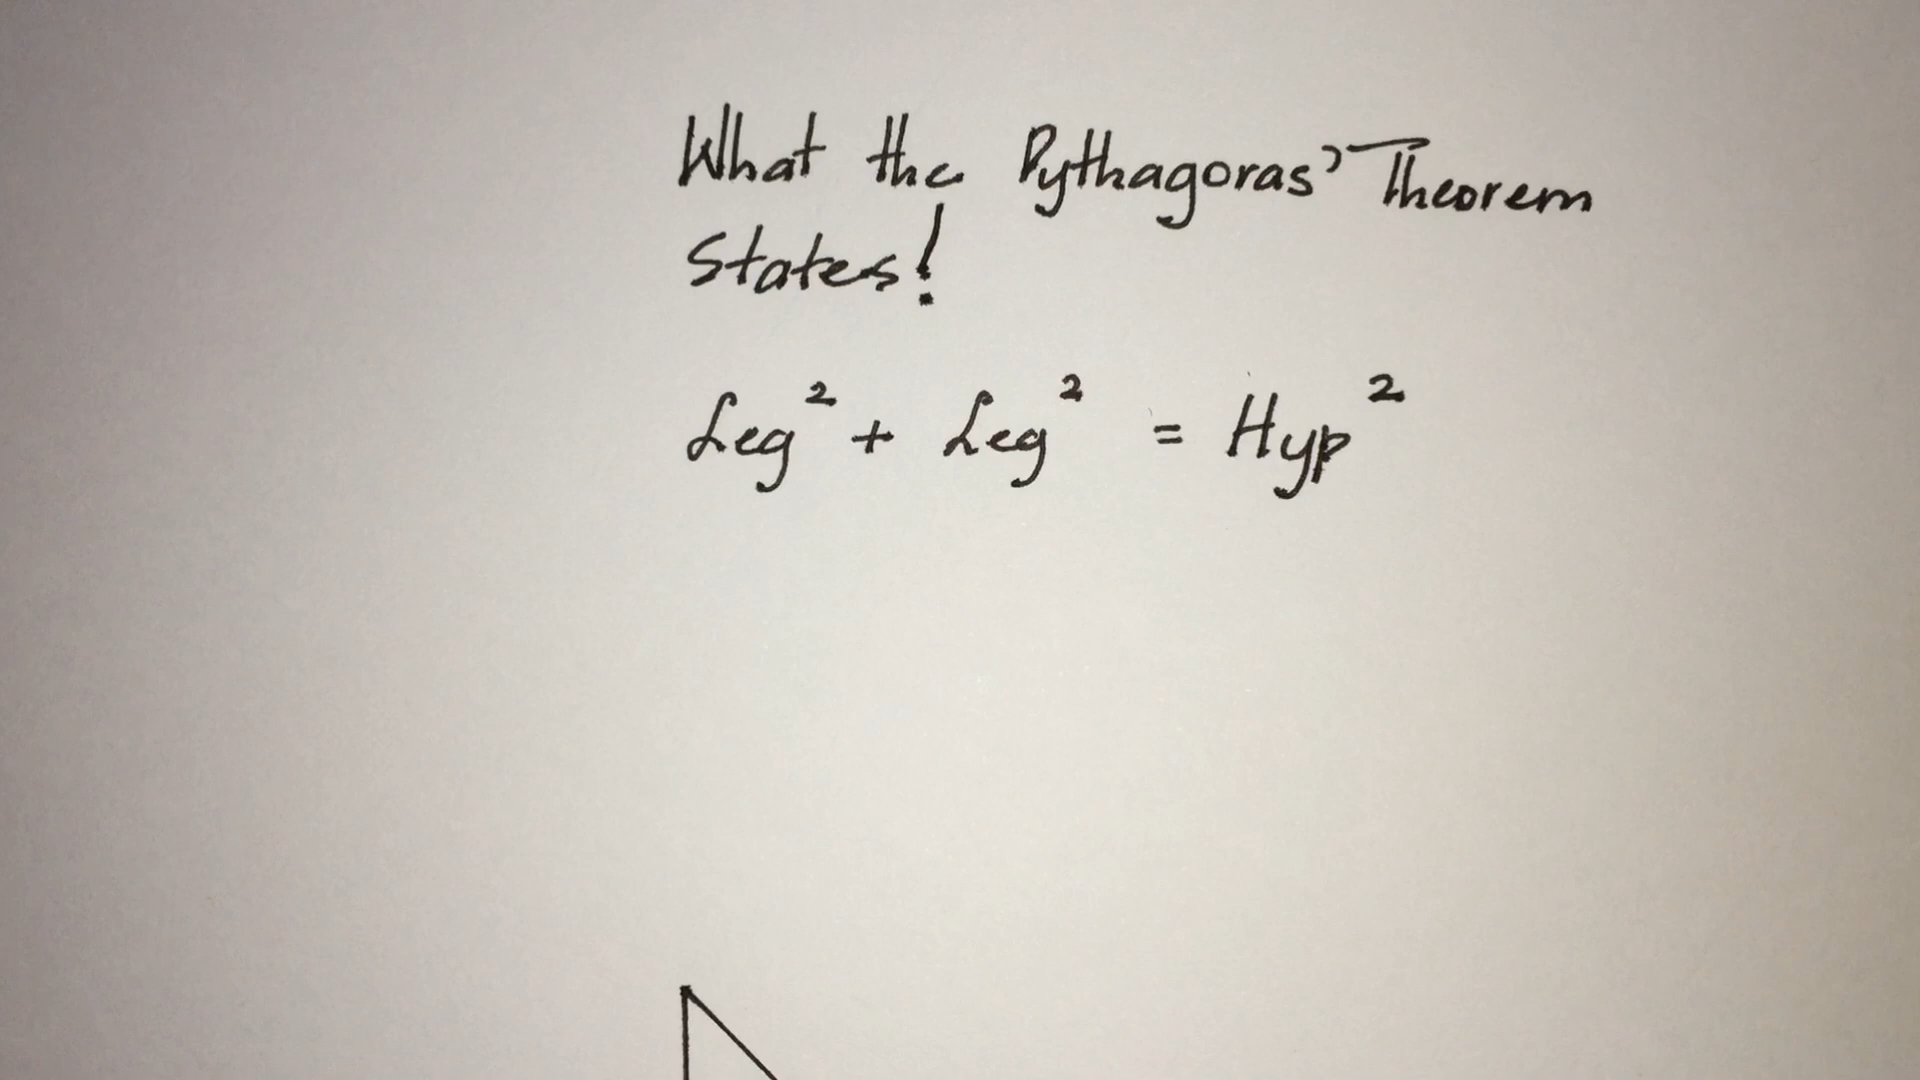 What the Pythagoras' Theorem
States!
Leg² + Leg² = Hyp²